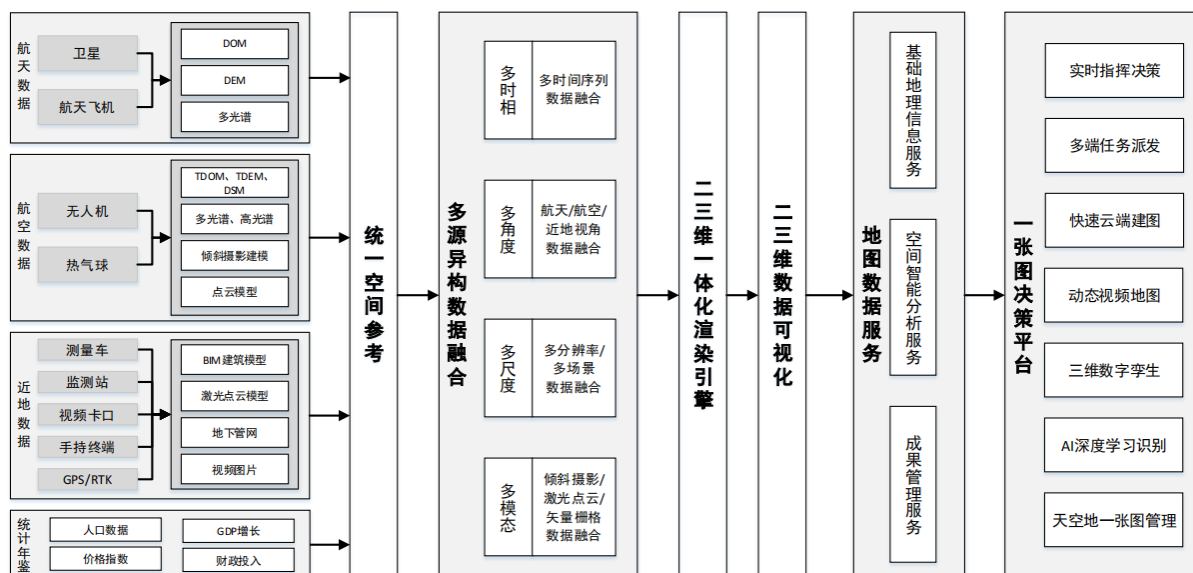 航天数据
卫星
航天飞机
DOM
DEM
多光谱
航空数据
无人机
热气球
TDOM、TDEM、
DSM
多光谱、高光谱
倾斜摄影建模
点云模型
近地数据
测量车
监测站
视频卡口
手持终端
GPS/RTK
BIM建筑模型
激光点云模型
地下管网
视频图片
统计年鉴
人口数据
价格指数
GDP增长
财政投入
统一空间参考
多源异构数据融合
多时相
多时间序列
数据融合
多角度
航天/航空/
近地视角
数据融合
多尺度
多分辨率/
多场景
数据融合
多模态
倾斜摄影/
激光点云/
矢量栅格
数据融合
二三维一体化渲染引擎
二三维数据可视化
地图数据服务
基础地理信息服务
空间智能分析服务
成果管理服务
一张图决策平台
实时指挥决策
多端任务派发
快速云端建图
动态视频地图
三维数字孪生
AI深度学习识别
天空地一张图管理